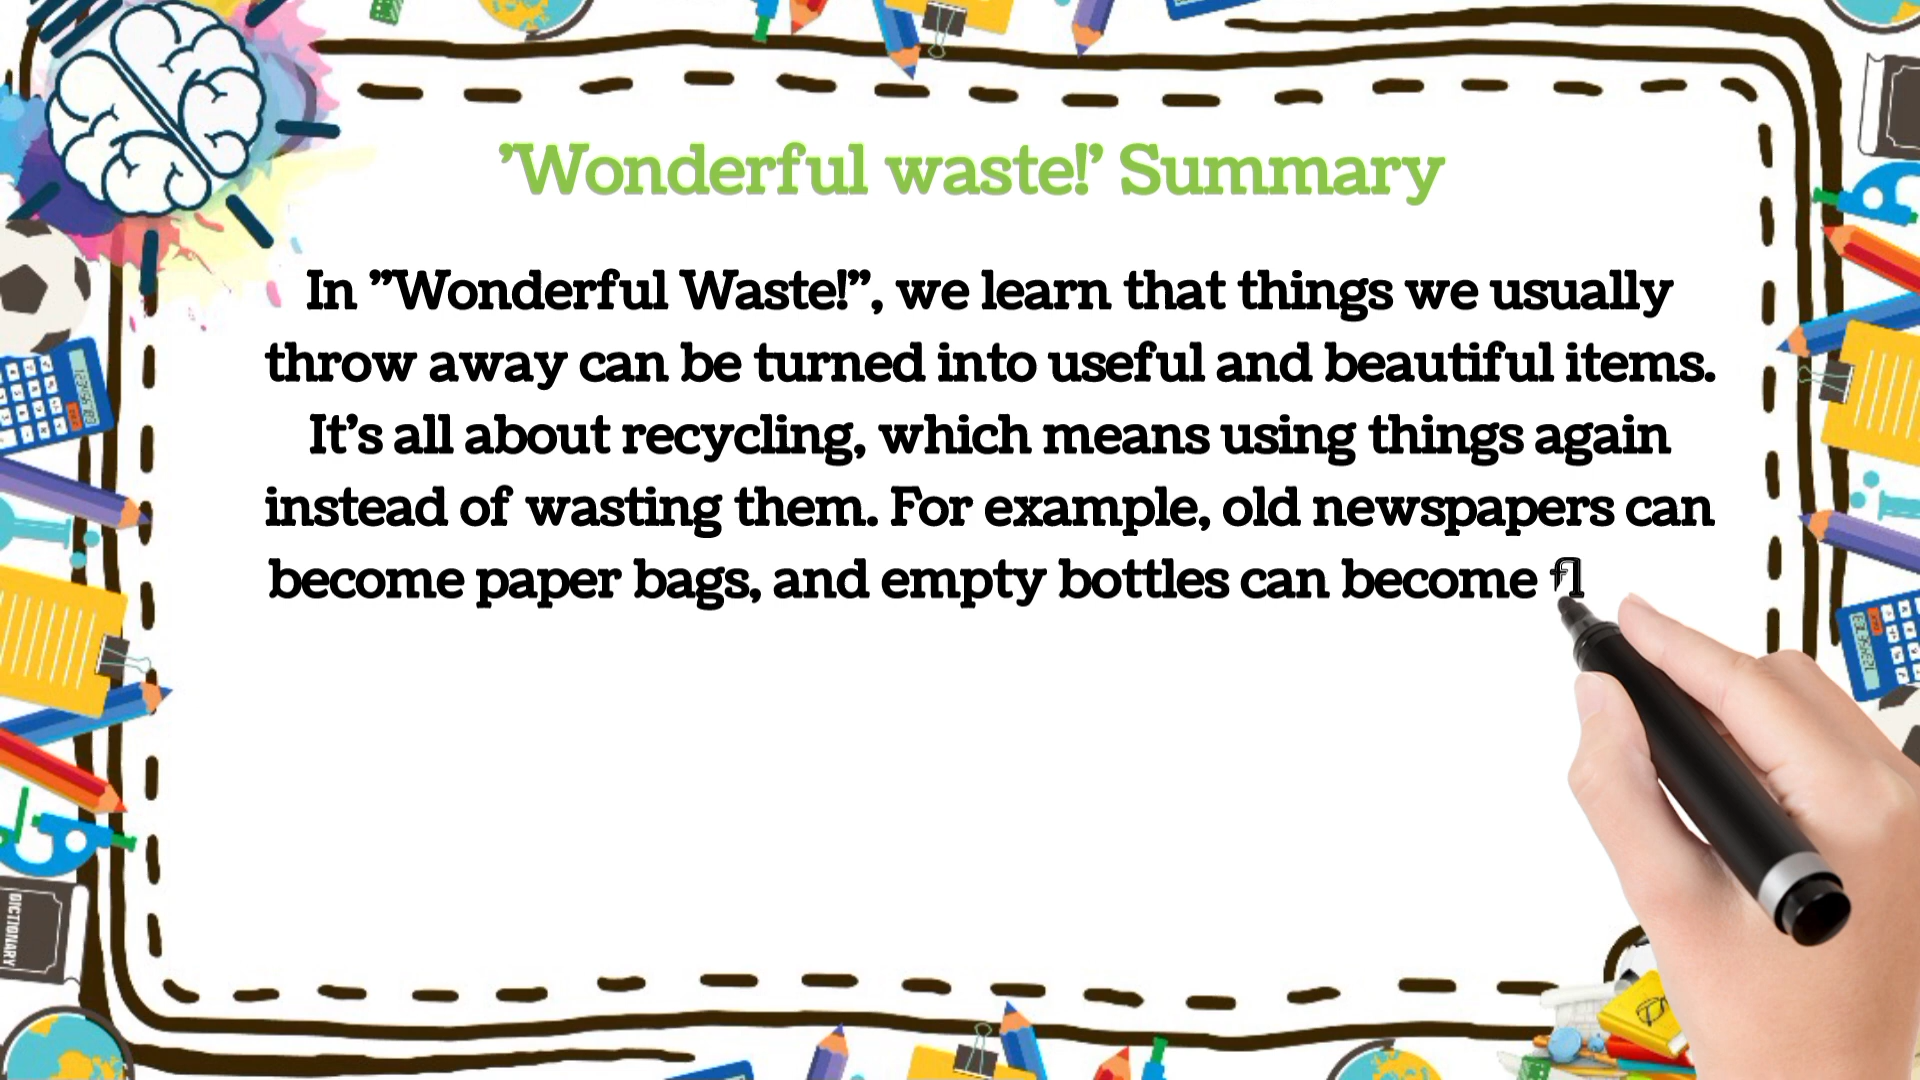 ’Wonderful waste!’ Summary
In ”Wonderful Waste!”, we learn that things we usually
throw away can be turned into useful and beautiful items.
It’s all about recycling, which means using things again
instead of wasting them. For example, old newspapers can
become paper bags, and empty bottles can become fl
DICTIONARY